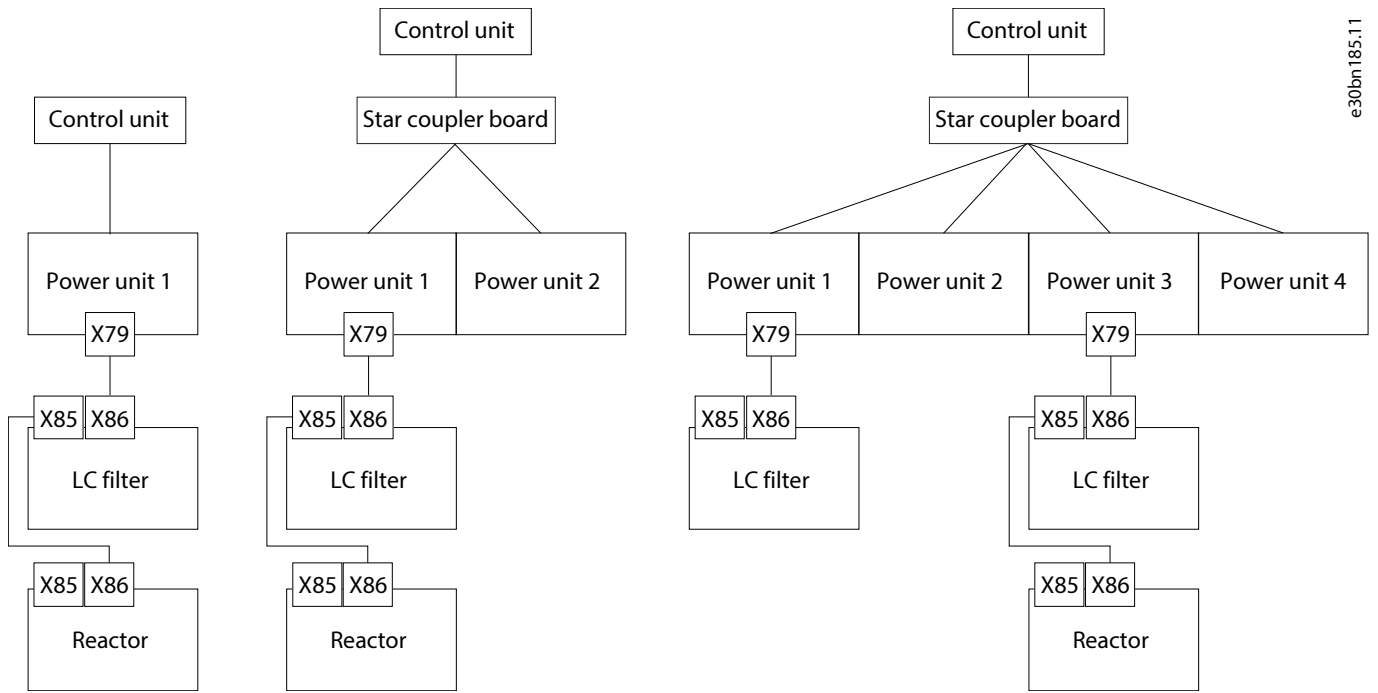 Control unit
Power unit 1
X79
X85 X86
LC filter
X85 X86
Reactor
Control unit
Star coupler board
Power unit 1
Power unit 2
X79
X85 X86
LC filter
X85 X86
Reactor
Control unit
Star coupler board
Power unit 1
Power unit 2
Power unit 3
Power unit 4
X79
X79
X85 X86
LC filter
X85 X86
LC filter
X85 X86
Reactor
e30bn185.11